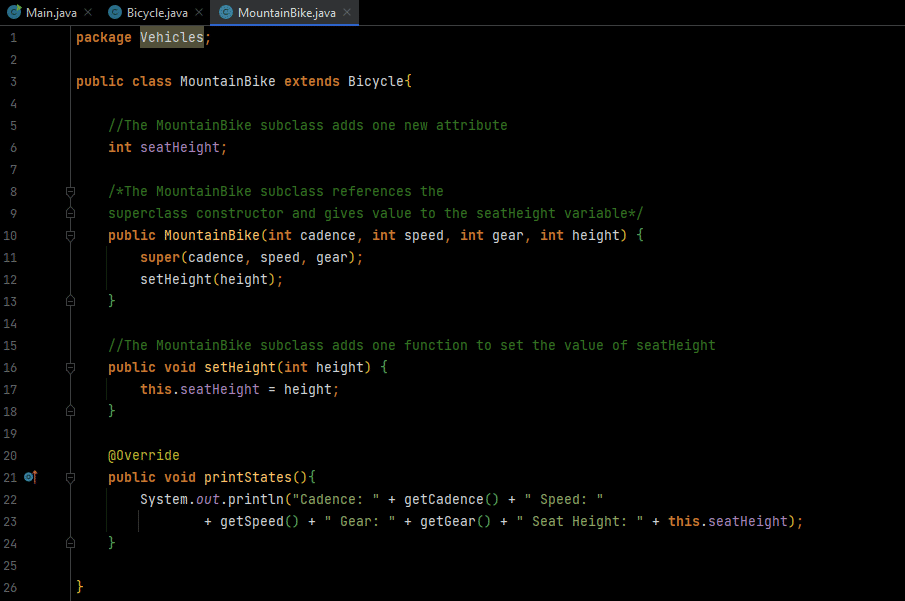 Main.java Bicycle.java MountainBike.java
1 package Vehicles;
2
3 public class MountainBike extends Bicycle{
4
5 //The MountainBike subclass adds one new attribute
6 int seatHeight;
7
8 /*The MountainBike subclass references the
9 superclass constructor and gives value to the seatHeight variable*/
10 public MountainBike(int cadence, int speed, int gear, int height) {
11 super(cadence, speed, gear);
12 setHeight(height);
13 }
14
15 //The MountainBike subclass adds one function to set the value of seatHeight
16 public void setHeight(int height) {
17 this.seatHeight = height;
18 }
19
20 @Override
21 public void printStates(){
22 System.out.println("Cadence: " + getCadence() + " Speed: "
23 + getSpeed() + " Gear: " + getGear() + " Seat Height: " + this.seatHeight);
24 }
25
26 }